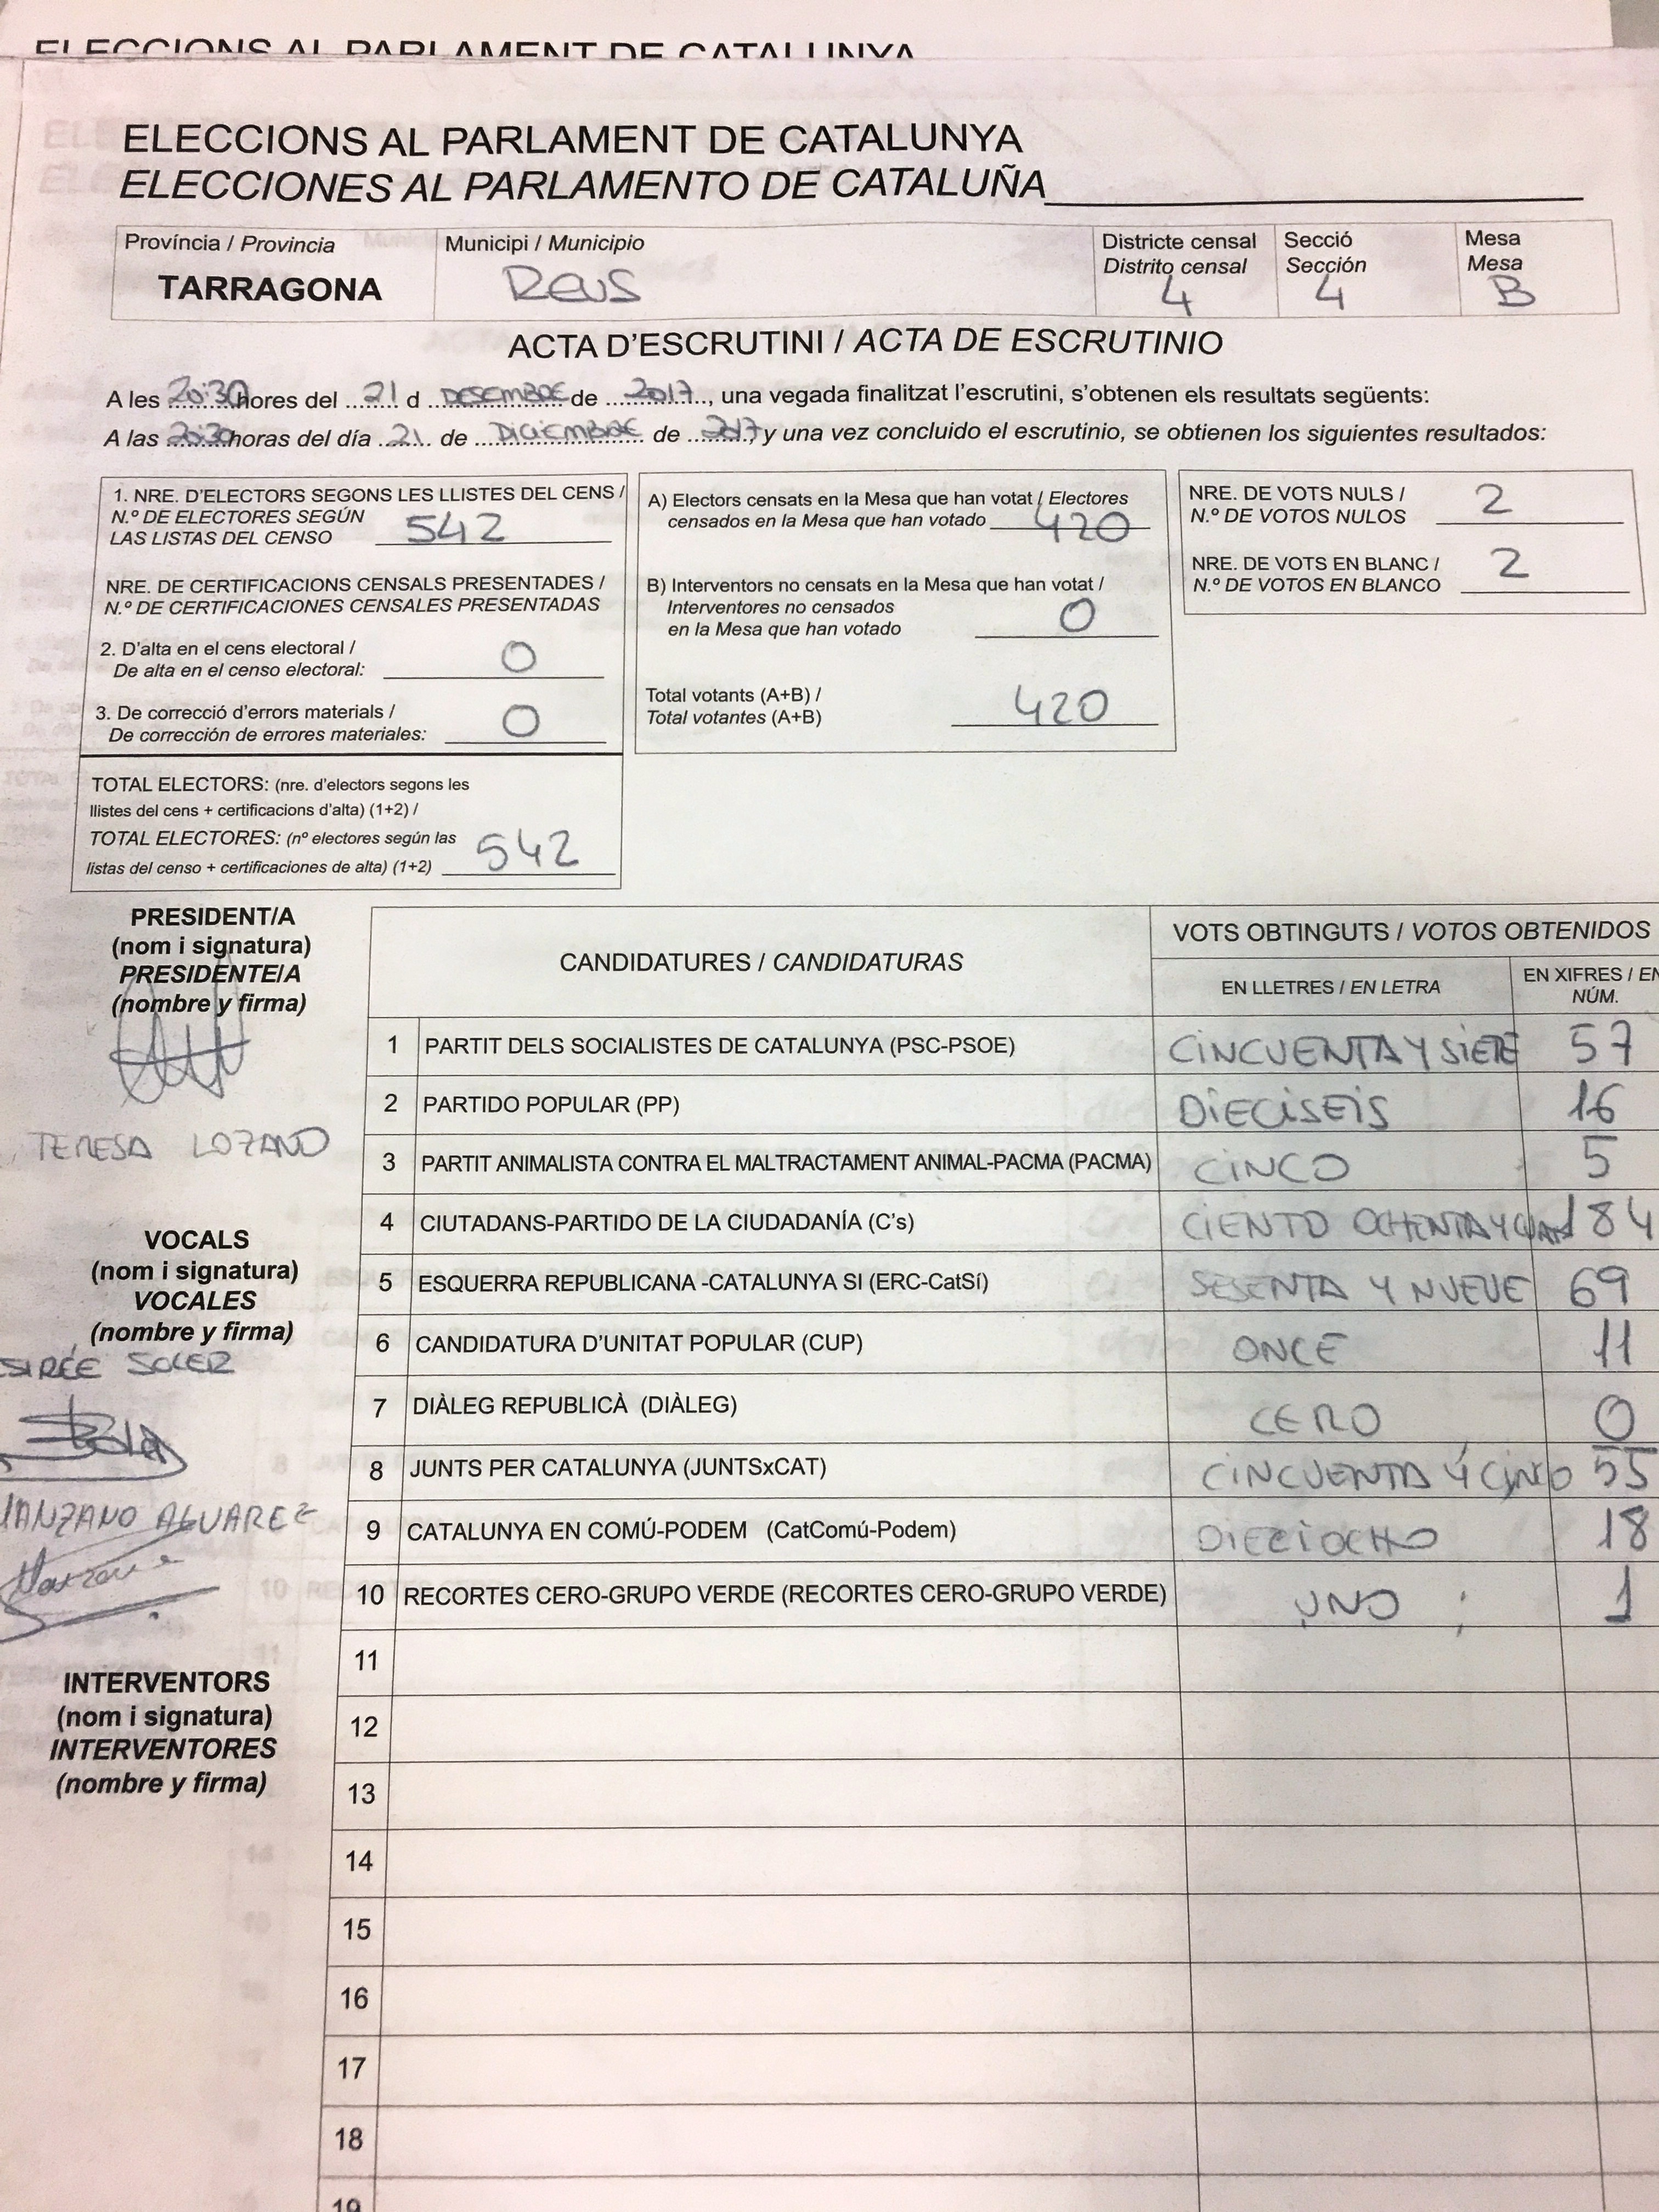 ELECCIONS AL PARLAMENT DE CATALUNYA
ELECCIONS AL PARLAMENT DE CATALUNYA
ELECCIONES AL PARLAMENTO DE CATALUÑA
Província / Provincia
TARRAGONA
Municipi / Municipio
Reus
Districte censal
Distrito censal
4
Secció
Sección
4
Mesa
Mesa
B
ACTA D'ESCRUTINI / ACTA DE ESCRUTINIO
A les 20:30 hores del 21 d DESEMBRE de 2017, una vegada finalitzat l'escrutini, s'obtenen els resultats següents:
A las 20:30 horas del día 21 de DICIEMBRE de 2017, y una vez concluido el escrutinio, se obtienen los siguientes resultados:
1. NRE. D'ELECTORS SEGONS LES LLISTES DEL CENS /
N.º DE ELECTORES SEGÚN
LAS LISTAS DEL CENSO 542
NRE. DE CERTIFICACIONS CENSALS PRESENTADES /
N.º DE CERTIFICACIONES CENSALES PRESENTADAS
2. D'alta en el cens electoral /
De alta en el censo electoral: 0
3. De correcció d'errors materials /
De corrección de errores materiales: 0
TOTAL ELECTORS: (nre. d'electors segons les
llistes del cens + certificacions d'alta) (1+2) /
TOTAL ELECTORES: (nº electores según las
listas del censo + certificaciones de alta) (1+2) 542
A) Electors censats en la Mesa que han votat / Electores
censados en la Mesa que han votado 420
B) Interventors no censats en la Mesa que han votat /
Interventores no censados
en la Mesa que han votado 0
Total votants (A+B) /
Total votantes (A+B) 420
NRE. DE VOTS NULS /
N.º DE VOTOS NULOS 2
NRE. DE VOTS EN BLANC /
N.º DE VOTOS EN BLANCO 2
PRESIDENT/A
(nom i signatura)
PRESIDENTE/A
(nombre y firma)
TERESA LOZANO
VOCALS
(nom i signatura)
VOCALES
(nombre y firma)
SIRÉE SOLER
MANZANO ALVAREZ
INTERVENTORS
(nom i signatura)
INTERVENTORES
(nombre y firma)
CANDIDATURES / CANDIDATURAS
VOTS OBTINGUTS / VOTOS OBTENIDOS
EN LLETRES / EN LETRA
EN XIFRES / EN
NÚM.
1 PARTIT DELS SOCIALISTES DE CATALUNYA (PSC-PSOE) CINCUENTA Y SIETE 57
2 PARTIDO POPULAR (PP) DIECISEIS 16
3 PARTIT ANIMALISTA CONTRA EL MALTRACTAMENT ANIMAL-PACMA (PACMA) CINCO 5
4 CIUTADANS-PARTIDO DE LA CIUDADANÍA (C's) CIENTO OCHENTA Y 184
5 ESQUERRA REPUBLICANA -CATALUNYA SI (ERC-CatSí) SESENTA Y NUEVE 69
6 CANDIDATURA D'UNITAT POPULAR (CUP) ONCE 11
7 DIÀLEG REPUBLICÀ (DIÀLEG) CERO 0
8 JUNTS PER CATALUNYA (JUNTSxCAT) CINCUENTA Y CINCO 55
9 CATALUNYA EN COMÚ-PODEM (CatComú-Podem) DIECIOCHO 18
10 RECORTES CERO-GRUPO VERDE (RECORTES CERO-GRUPO VERDE) UNO 1
11
12
13
14
15
16
17
18
19